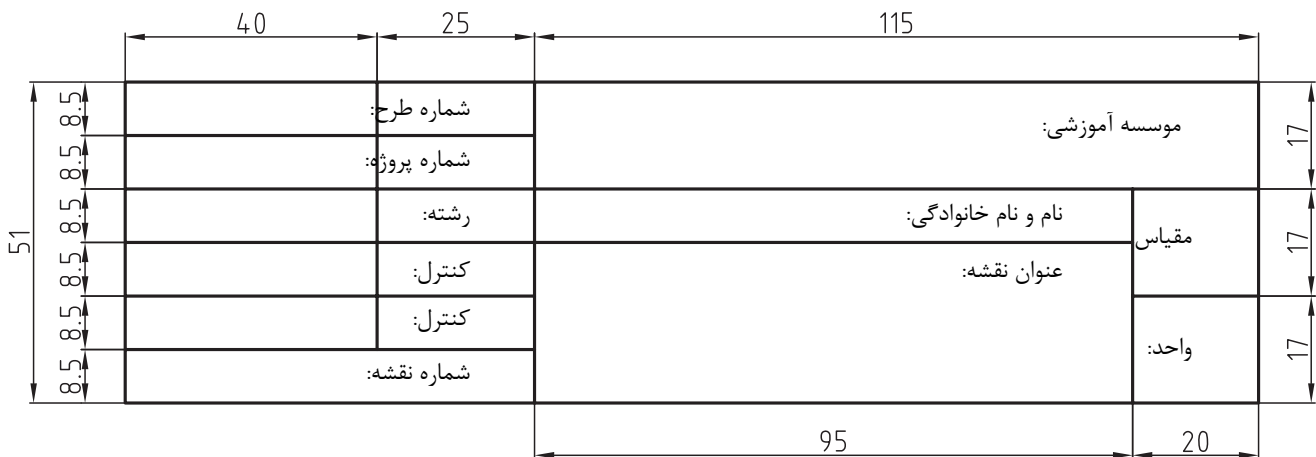 40 25 115
شماره طرح:
موسسه آموزشی:
شماره پروژه:
رشته:
نام و نام خانوادگی:
مقیاس
کنترل:
عنوان نقشه:
کنترل:
واحد:
شماره نقشه:
51
8.5
8.5
8.5
8.5
8.5
8.5
17
17
17
95 20